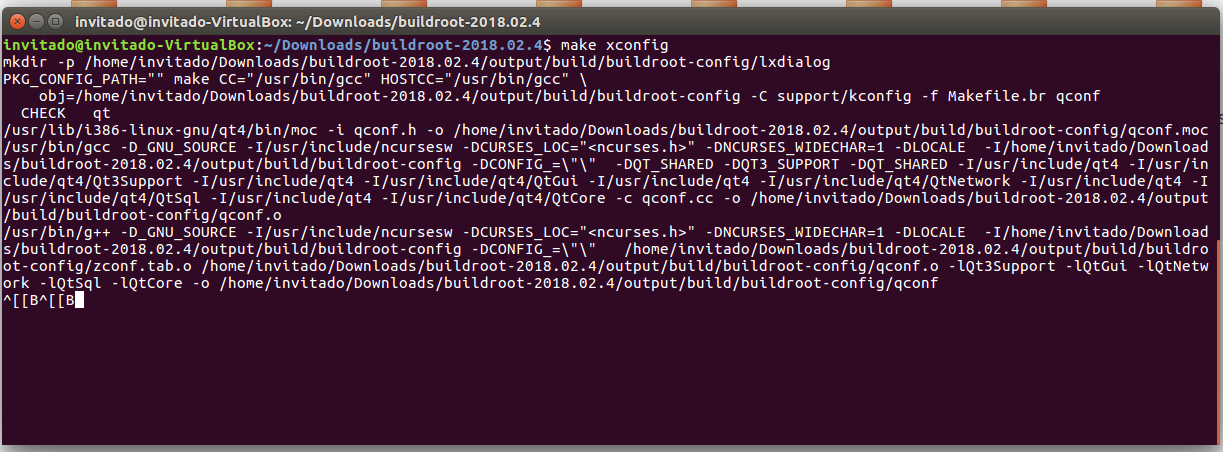 invitado@invitado-VirtualBox: ~/Downloads/buildroot-2018.02.4
invitado@invitado-VirtualBox:~/Downloads/buildroot-2018.02.4$ make xconfig
mkdir -p /home/invitado/Downloads/buildroot-2018.02.4/output/build/buildroot-config/lxdialog
PKG_CONFIG_PATH="" make CC="/usr/bin/gcc" HOSTCC="/usr/bin/gcc" \
    obj=/home/invitado/Downloads/buildroot-2018.02.4/output/build/buildroot-config -C support/kconfig -f Makefile.br qconf
  CHECK   qt
/usr/lib/i386-linux-gnu/qt4/bin/moc -i qconf.h -o /home/invitado/Downloads/buildroot-2018.02.4/output/build/buildroot-config/qconf.moc
/usr/bin/gcc -D_GNU_SOURCE -I/usr/include/ncursesw -DCURSES_LOC="<ncurses.h>" -DNCURSES_WIDECHAR=1 -DLOCALE  -I/home/invitado/Download
s/buildroot-2018.02.4/output/build/buildroot-config -DCONFIG_=\"\"  -DQT_SHARED -DQT3_SUPPORT -DQT_SHARED -I/usr/include/qt4 -I/usr/in
clude/qt4/Qt3Support -I/usr/include/qt4 -I/usr/include/qt4/QtGui -I/usr/include/qt4 -I/usr/include/qt4/QtNetwork -I/usr/include/qt4 -I
/usr/include/qt4/QtSql -I/usr/include/qt4 -I/usr/include/qt4/QtCore -c qconf.cc -o /home/invitado/Downloads/buildroot-2018.02.4/output
/build/buildroot-config/qconf.o
/usr/bin/g++ -D_GNU_SOURCE -I/usr/include/ncursesw -DCURSES_LOC="<ncurses.h>" -DNCURSES_WIDECHAR=1 -DLOCALE  -I/home/invitado/Download
s/buildroot-2018.02.4/output/build/buildroot-config -DCONFIG_=\"\"   /home/invitado/Downloads/buildroot-2018.02.4/output/build/buildro
ot-config/zconf.tab.o /home/invitado/Downloads/buildroot-2018.02.4/output/build/buildroot-config/qconf.o -lQt3Support -lQtGui -lQtNetw
ork -lQtSql -lQtCore -o /home/invitado/Downloads/buildroot-2018.02.4/output/build/buildroot-config/qconf
^[[B^[[B